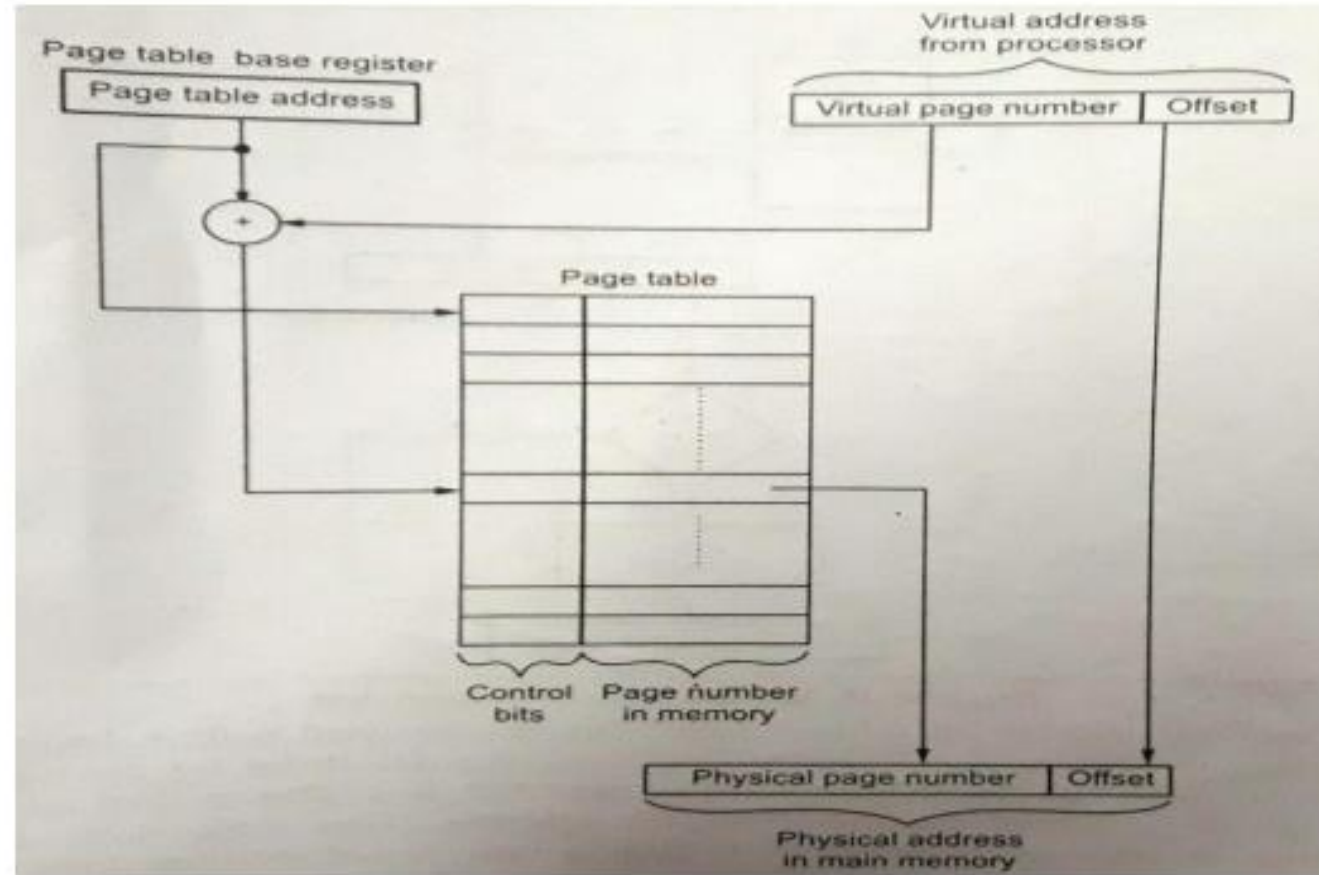 Virtual address
from processor
Page table base register
Page table address
Virtual page number
Offset
+
Page table
Control
bits
Page number
in memory
Physical page number
Offset
Physical address
in main memory